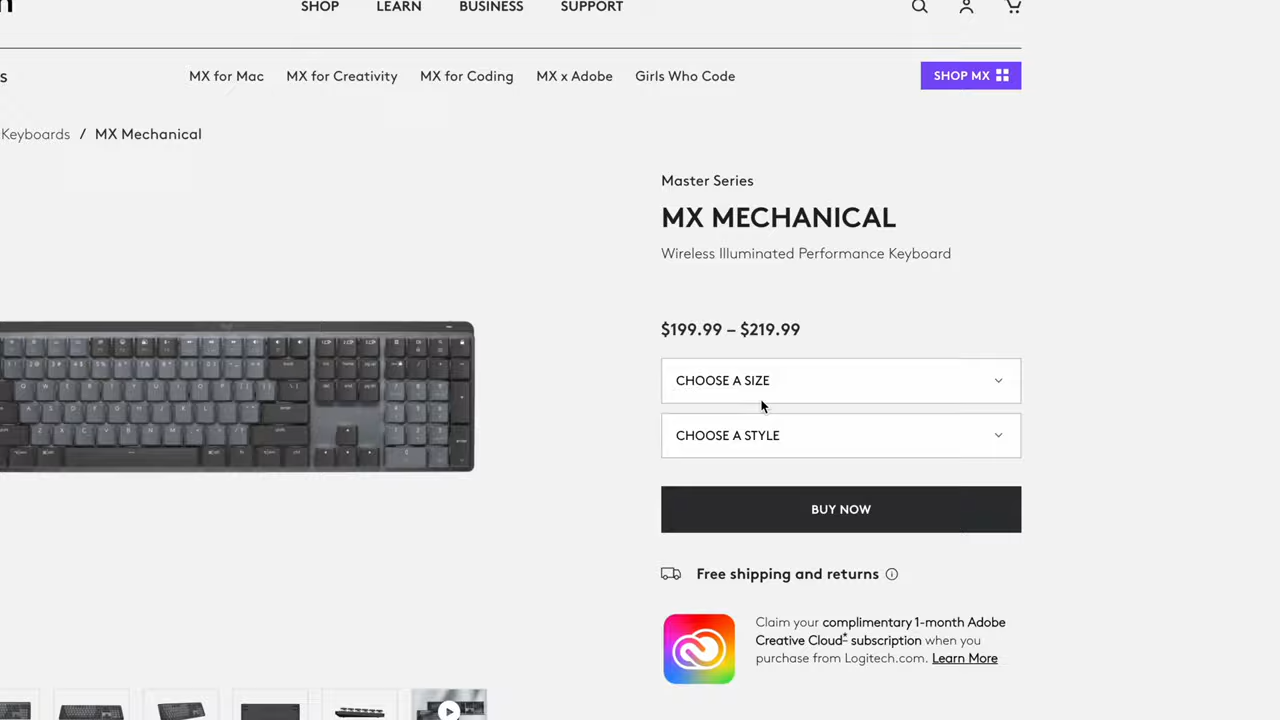 SHOP LEARN BUSINESS SUPPORT
MX for Mac MX for Creativity MX for Coding MX x Adobe Girls Who Code SHOP MX
Keyboards / MX Mechanical
Master Series
MX MECHANICAL
Wireless Illuminated Performance Keyboard
$199.99 – $219.99
CHOOSE A SIZE
CHOOSE A STYLE
BUY NOW
Free shipping and returns
Claim your complimentary 1-month Adobe
Creative Cloud* subscription when you
purchase from Logitech.com. Learn More